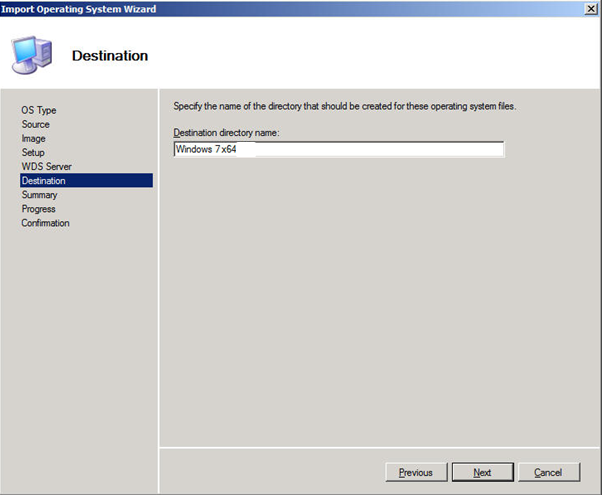 Import Operating System Wizard
Destination
OS Type
Source
Image
Setup
WDS Server
Destination
Summary
Progress
Confirmation
Specify the name of the directory that should be created for these operating system files.
Destination directory name:
Windows 7x64
Previous
Next
Cancel